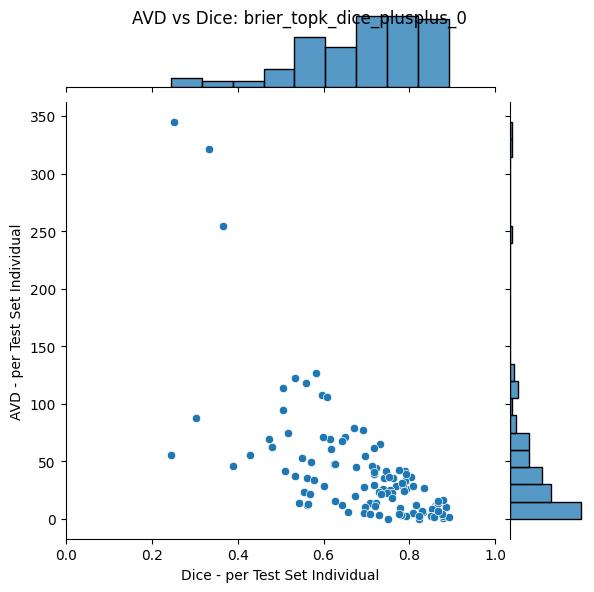 AVD vs Dice: brier_topk_dice_plusplus_0
350
300
250
200
150
100
50
0
AVD - per Test Set Individual
0.0 0.2 0.4 0.6 0.8 1.0
Dice - per Test Set Individual